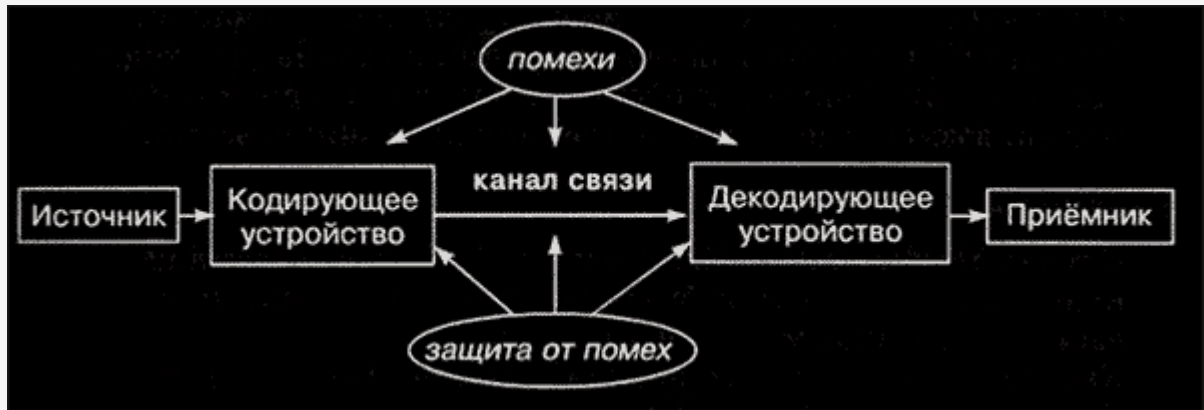 помехи
канал связи
Источник
Кодирующее
устройство
Декодирующее
устройство
Приёмник
защита от помех